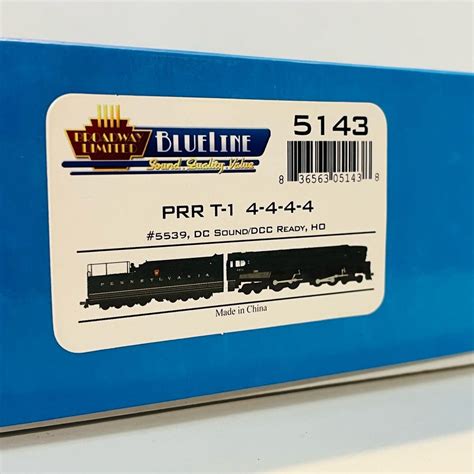 BROADWAY
LIMITED
BLUELINE
Sound, Quality, Value
5143
8 36563 05143 8
PRR T-1 4-4-4-4
#5539, DC SOUND/DCC READY, HO
PENNSYLVANIA
Made in China